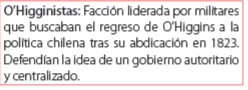 O’Higginistas: Facción liderada por militares
que buscaban el regreso de O’Higgins a la
política chilena tras su abdicación en 1823.
Defendían la idea de un gobierno autoritario
y centralizado.